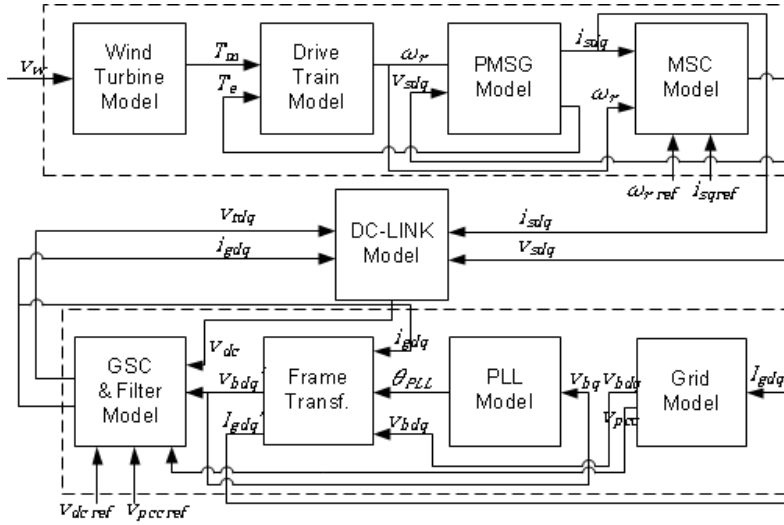 v_w
Wind
Turbine
Model
T_m
T_e
Drive
Train
Model
ω_r
v_sdq
PMSG
Model
i_sdq
ω_r
MSC
Model
ω_r ref
i_sqref
v_tdq
i_gdq
DC-LINK
Model
i_sdq
v_sdq
GSC
& Filter
Model
v_dc
v_bdq'
I_gdq'
Frame
Transf.
i_gdq
θ_PLL
v_bdq
PLL
Model
v_bq
v_bdq
v_pcc
Grid
Model
I_gdq'
v_dc ref
v_pcc ref